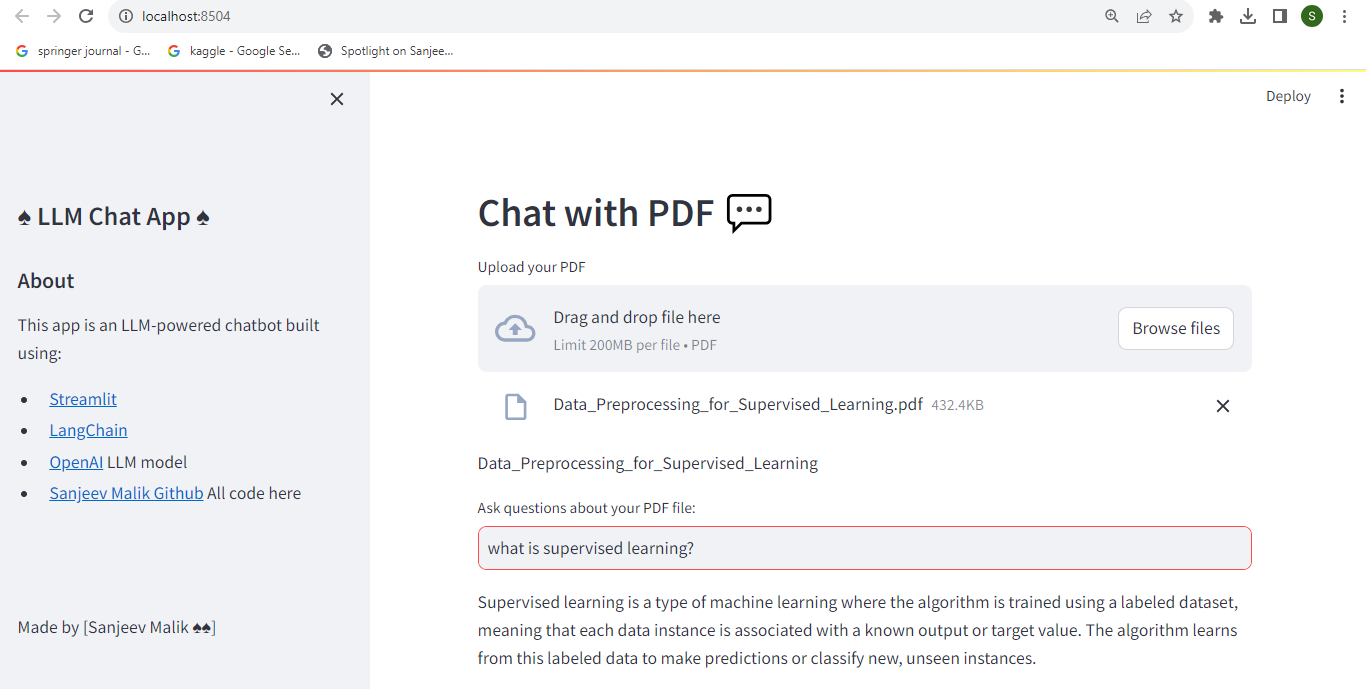 localhost:8504
S
springer journal - G...
kaggle - Google Se...
Spotlight on Sanjee...
Deploy
♠ LLM Chat App ♠
About
This app is an LLM-powered chatbot built
using:
• Streamlit
• LangChain
• OpenAI LLM model
• Sanjeev Malik Github All code here
Made by [Sanjeev Malik ♠♠]
Chat with PDF 💬
Upload your PDF
Drag and drop file here
Limit 200MB per file • PDF
Browse files
Data_Preprocessing_for_Supervised_Learning.pdf 432.4KB
Data_Preprocessing_for_Supervised_Learning
Ask questions about your PDF file:
what is supervised learning?
Supervised learning is a type of machine learning where the algorithm is trained using a labeled dataset,
meaning that each data instance is associated with a known output or target value. The algorithm learns
from this labeled data to make predictions or classify new, unseen instances.